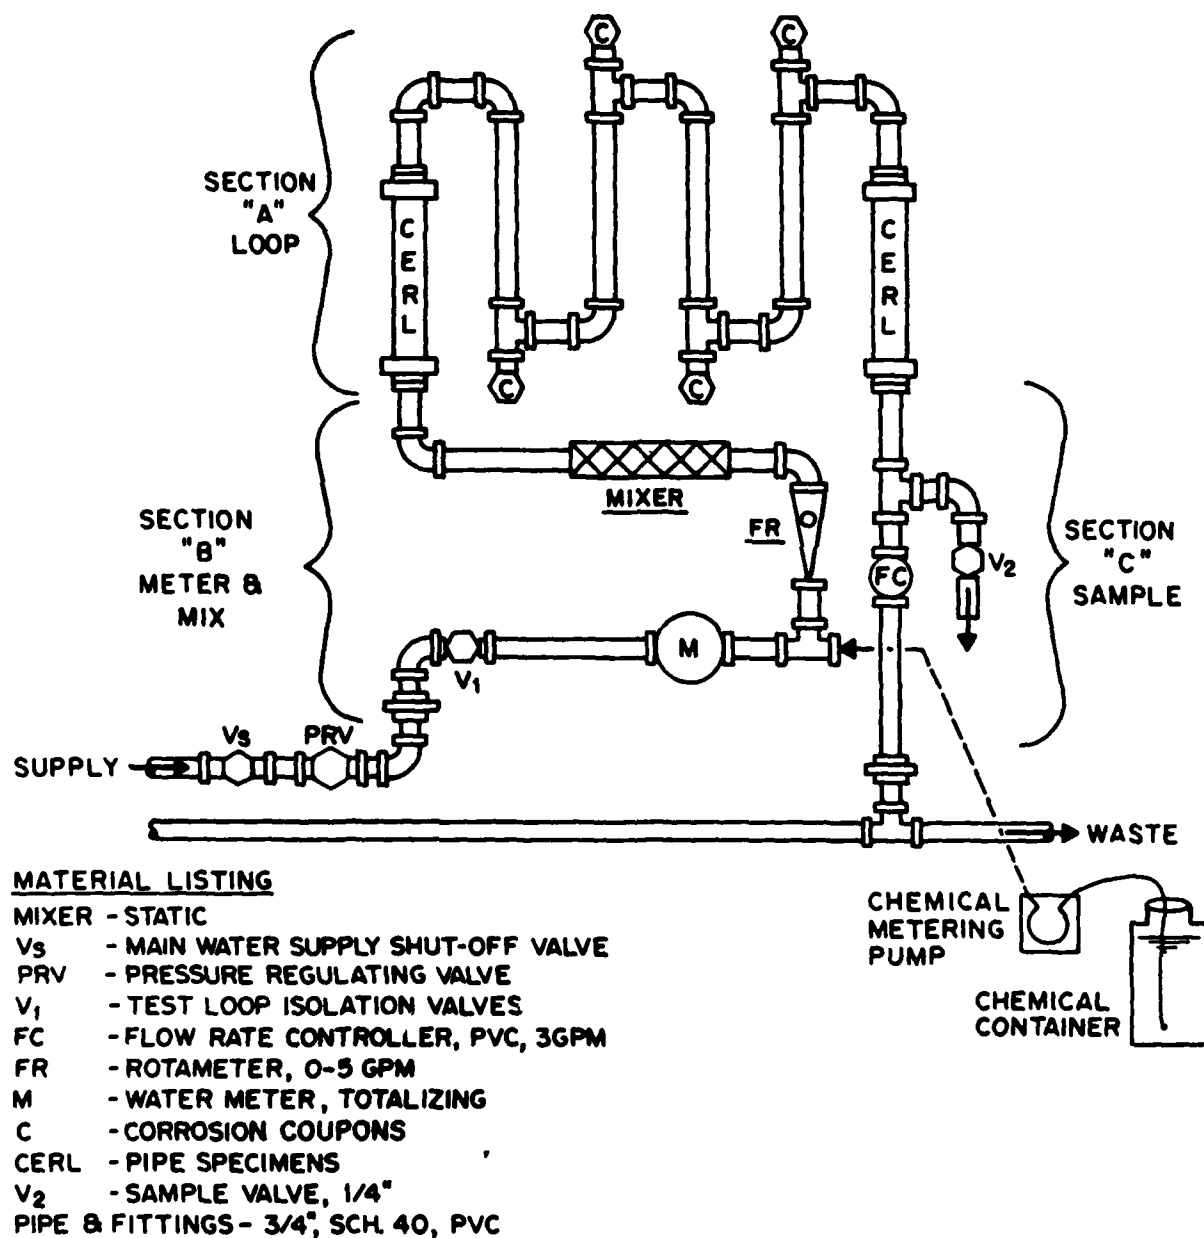 C
C
SECTION
"A"
LOOP
CERL
CERL
C
C
MIXER
FR
SECTION
"B"
METER &
MIX
FC
V₂
SECTION
"C"
SAMPLE
M
V₁
Vs
PRV
SUPPLY
WASTE
CHEMICAL
METERING
PUMP
CHEMICAL
CONTAINER
MATERIAL LISTING
MIXER - STATIC
Vs - MAIN WATER SUPPLY SHUT-OFF VALVE
PRV - PRESSURE REGULATING VALVE
V₁ - TEST LOOP ISOLATION VALVES
FC - FLOW RATE CONTROLLER, PVC, 3GPM
FR - ROTAMETER, 0-5 GPM
M - WATER METER, TOTALIZING
C - CORROSION COUPONS
CERL - PIPE SPECIMENS
V₂ - SAMPLE VALVE, 1/4"
PIPE & FITTINGS - 3/4", SCH. 40, PVC